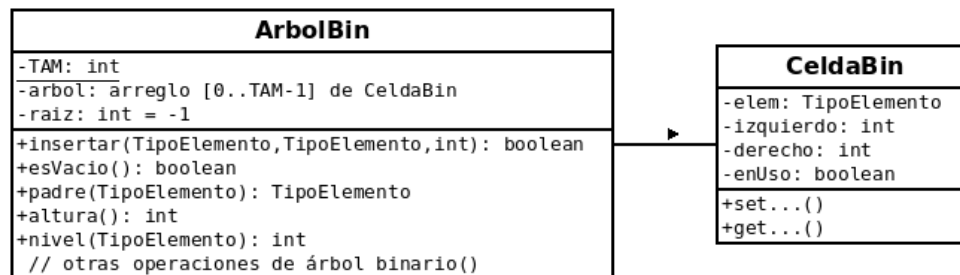 ArbolBin
-TAM: int
-arbol: arreglo [0..TAM-1] de CeldaBin
-raiz: int = -1
+insertar(TipoElemento,TipoElemento,int): boolean
+esVacio(): boolean
+padre(TipoElemento): TipoElemento
+altura(): int
+nivel(TipoElemento): int
// otras operaciones de árbol binario()
CeldaBin
-elem: TipoElemento
-izquierdo: int
-derecho: int
-enUso: boolean
+set...()
+get...()